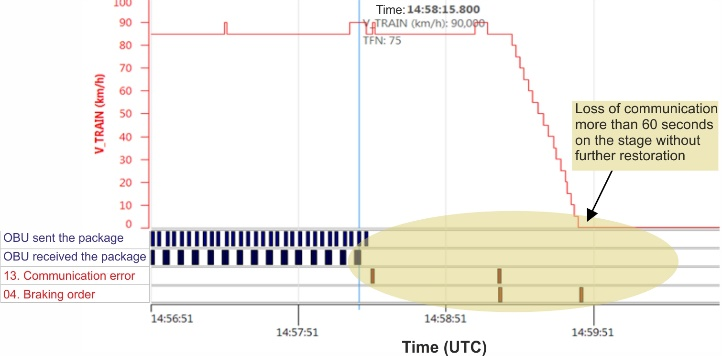 100
Time: 14:58:15.800
90
V_TRAIN (km/h): 90,000
80
TFN: 75
70
60
50
40
30
20
10
0
V_TRAIN (km/h)
Loss of communication
more than 60 seconds
on the stage without
further restoration
OBU sent the package
OBU received the package
13. Communication error
04. Braking order
14:56:51
14:57:51
14:58:51
14:59:51
Time (UTC)